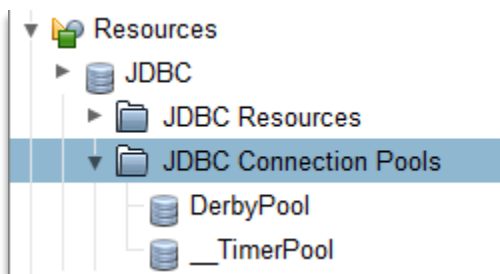 Resources
JDBC
JDBC Resources
JDBC Connection Pools
DerbyPool
__TimerPool